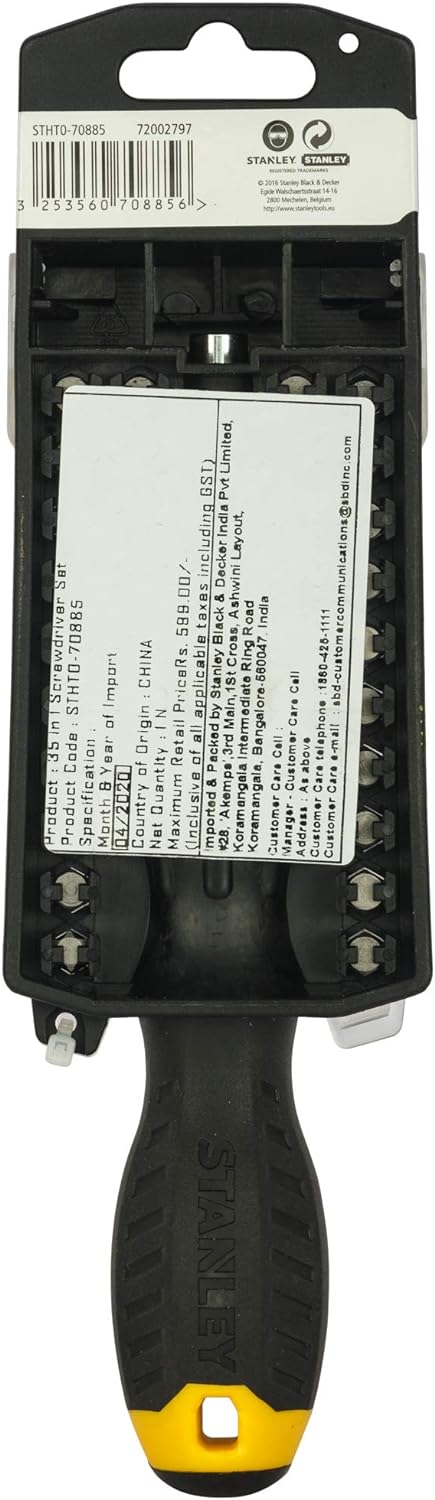 STHT0-70885 72002797
3 253560 708856 >
STANLEY. STANLEY
REGISTERED TRADEMARKS
© 2016 Stanley Black & Decker
Egide Walschaertsstraat 14-16
2800 Mechelen, Belgium
http://www.stanleytools.eu
Product : 35 in 1 Screwdriver Set
Product Code : STHT0-70885
Specification :
Month & Year of Import
04/2020
Country of Origin : CHINA
Net Quantity : 1 N
Maximum Retail PriceRs. 599.00/-
(Inclusive of all applicable taxes including GST)
Imported & Packed by Stanley Black & Decker India Pvt Limited,
#28, 'Akempe',3rd Main,1St Cross, Ashwini Layout,
Koramangala Intermediate Ring Road
Koramangala, Bangalore-560047, India
Customer Care Cell :
Manager - Customer Care Cell
Address : As above
Customer Care telephone :1860-425-1111
Customer Care e-mail : sbd-customercommunications@sbdinc.com
STANLEY